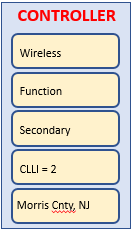 CONTROLLER
Wireless
Function
Secondary
CLLI = 2
Morris Cnty, NJ